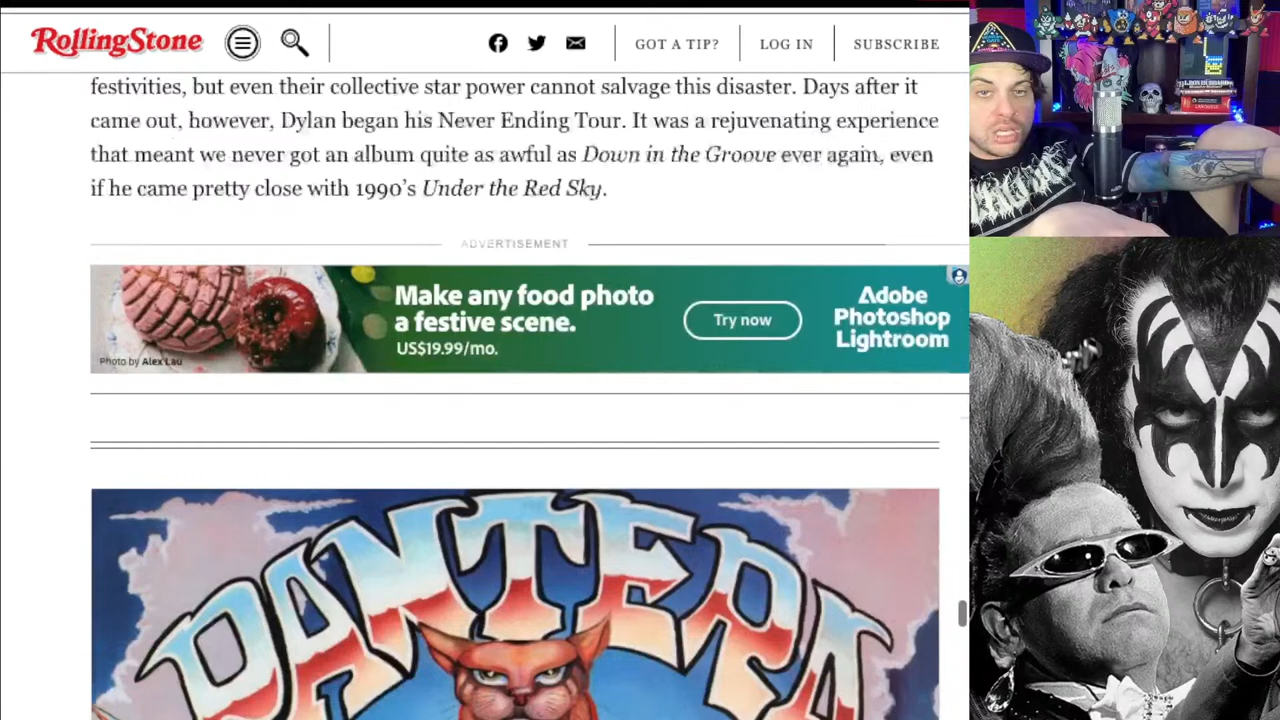 RollingStone
GOT A TIP?
LOG IN
SUBSCRIBE
festivities, but even their collective star power cannot salvage this disaster. Days after it
came out, however, Dylan began his Never Ending Tour. It was a rejuvenating experience
that meant we never got an album quite as awful as Down in the Groove ever again, even
if he came pretty close with 1990's Under the Red Sky.
ADVERTISEMENT
Make any food photo
a festive scene.
US$19.99/mo.
Photo by Alex Lau
Try now
Adobe
Photoshop
Lightroom
PANTERA